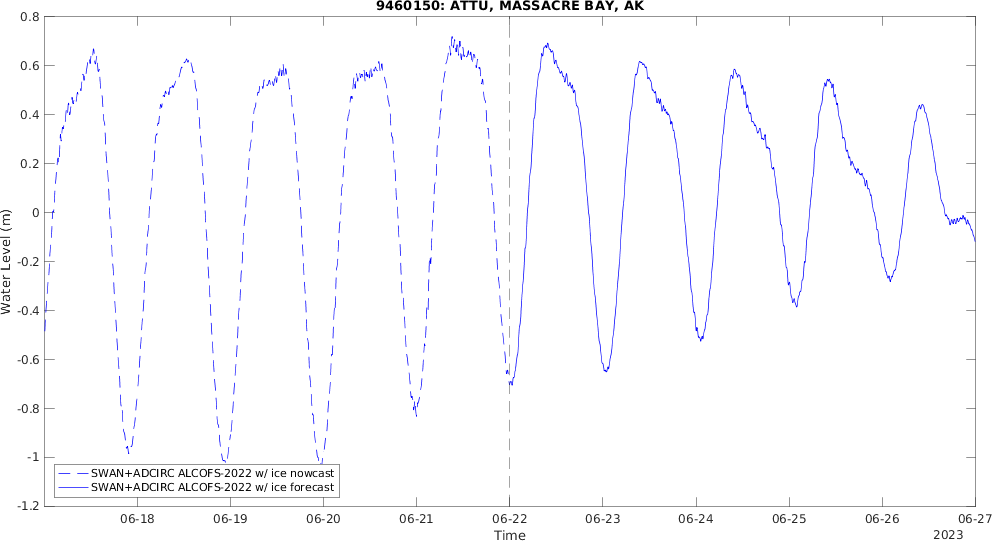 9460150: ATTU, MASSACRE BAY, AK
0.8
0.6
0.4
0.2
0
-0.2
-0.4
-0.6
-0.8
-1
-1.2
Water Level (m)
SWAN+ADCIRC ALCOFS-2022 w/ ice nowcast
SWAN+ADCIRC ALCOFS-2022 w/ ice forecast
06-18 06-19 06-20 06-21 06-22 06-23 06-24 06-25 06-26 06-27
Time
2023